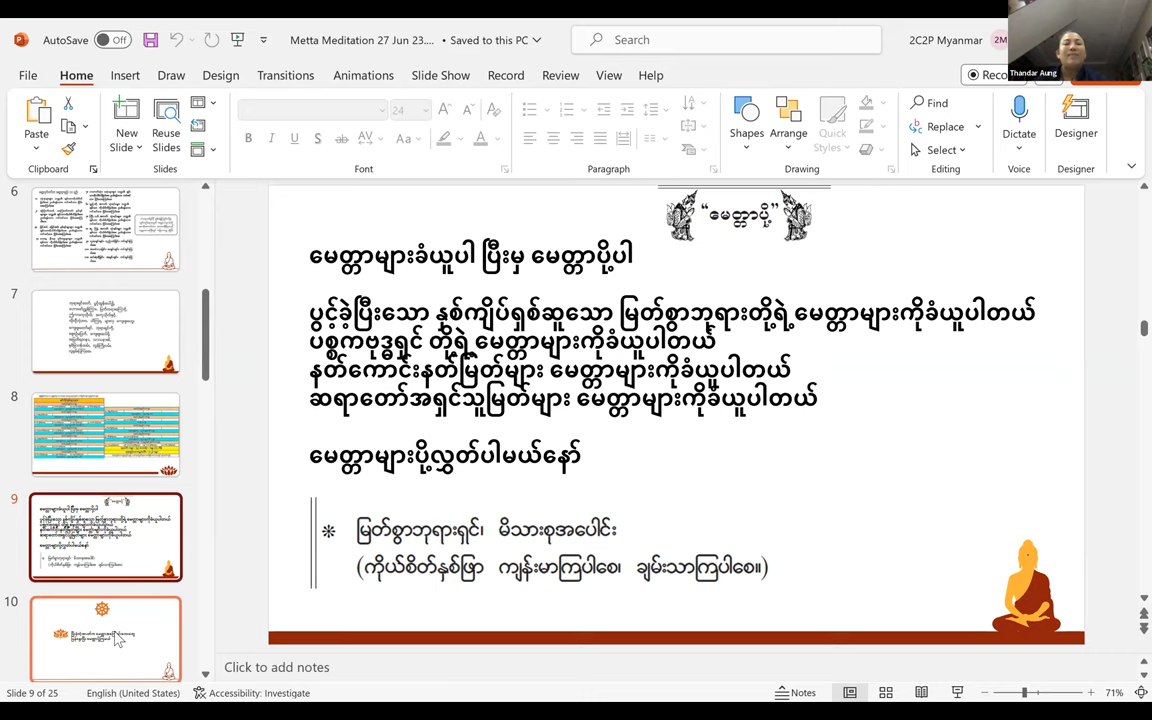 AutoSave Off
Metta Meditation 27 Jun 23.... • Saved to this PC
Search
2C2P Myanmar
2M
Thandar Aung
File Home Insert Draw Design Transitions Animations Slide Show Record Review View Help
Reco
Paste
New Slide
Reuse Slides
24
Shapes
Arrange
Quick Styles
Find
Replace
Select
Dictate
Designer
Clipboard Slides Font Paragraph Drawing Editing Voice Designer
6
7
8
9
10
“မေတ္တာပို့”
မေတ္တာများခံယူပါ ပြီးမှ မေတ္တာပို့ပါ
ပွင့်ခဲ့ပြီးသော နှစ်ကျိပ်ရှစ်ဆူသော မြတ်စွာဘုရားတို့ရဲ့မေတ္တာများကိုခံယူပါတယ်
ပစ္စကဗုဒ္ဓရှင် တို့ရဲ့မေတ္တာများကိုခံယူပါတယ်
နတ်ကောင်းနတ်မြတ်များ မေတ္တာများကိုခံယူပါတယ်
ဆရာတော်အရှင်သူမြတ်များ မေတ္တာများကိုခံယူပါတယ်
မေတ္တာများပို့လွှတ်ပါမယ်နော်
မြတ်စွာဘုရားရှင်၊ မိသားစုအပေါင်း
(ကိုယ်စိတ်နှစ်ဖြာ ကျန်းမာကြပါစေ၊ ချမ်းသာကြပါစေ။)
Click to add notes
Slide 9 of 25
English (United States)
Accessibility: Investigate
Notes
71%